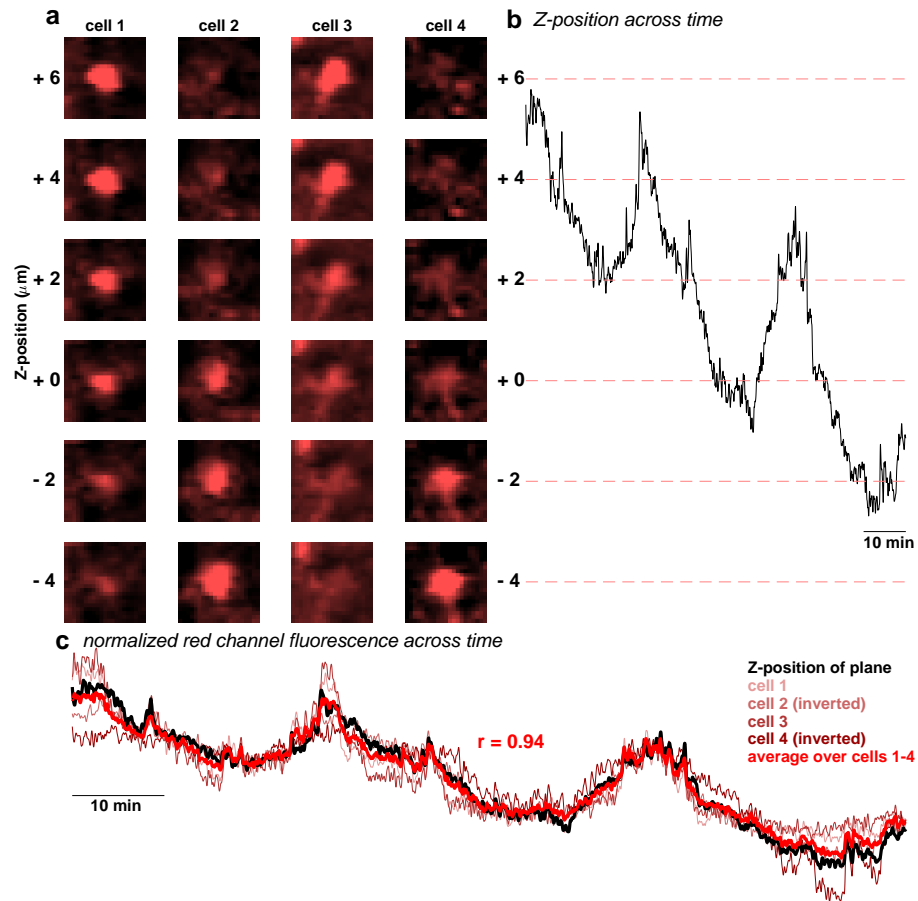 a
cell 1 cell 2 cell 3 cell 4
Z-position (μm)
+ 6
+ 4
+ 2
+ 0
- 2
- 4
b Z-position across time
+ 6
+ 4
+ 2
+ 0
- 2
- 4
10 min
c normalized red channel fluorescence across time
Z-position of plane
cell 1
cell 2 (inverted)
cell 3
cell 4 (inverted)
average over cells 1-4
r = 0.94
10 min